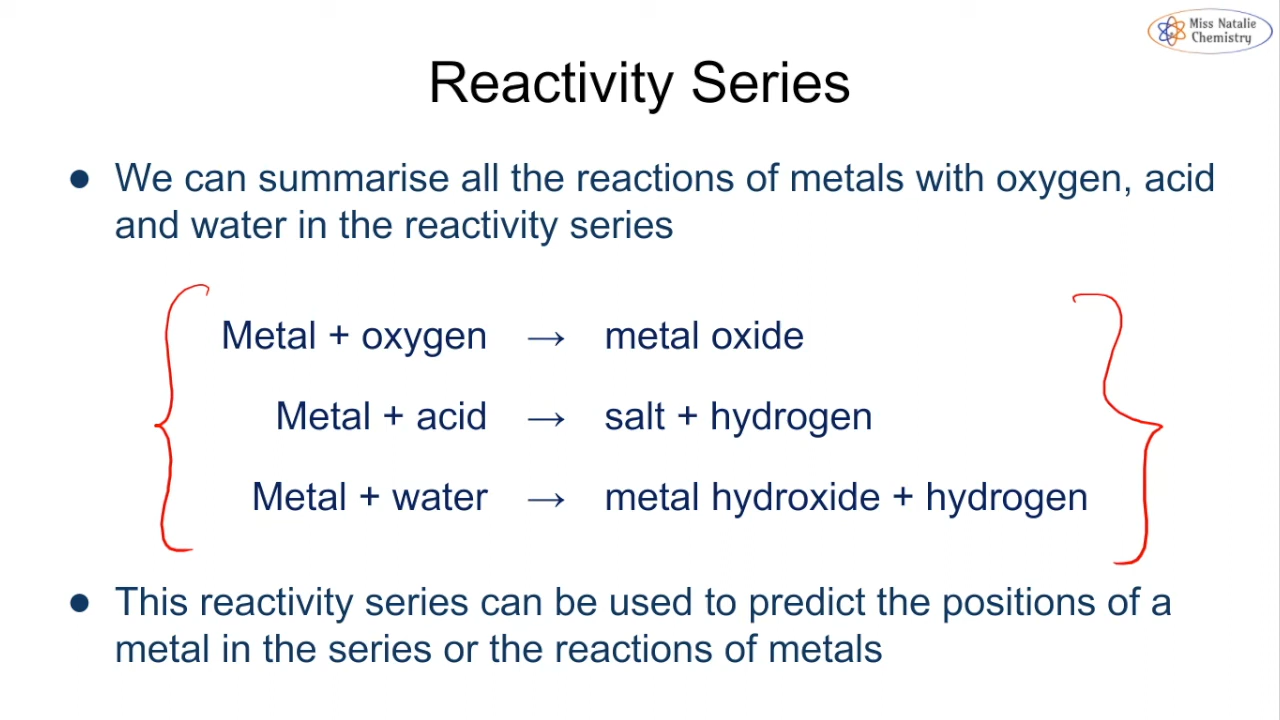 Miss Natalie
Chemistry
Reactivity Series
● We can summarise all the reactions of metals with oxygen, acid
and water in the reactivity series
Metal + oxygen → metal oxide
Metal + acid → salt + hydrogen
Metal + water → metal hydroxide + hydrogen
● This reactivity series can be used to predict the positions of a
metal in the series or the reactions of metals